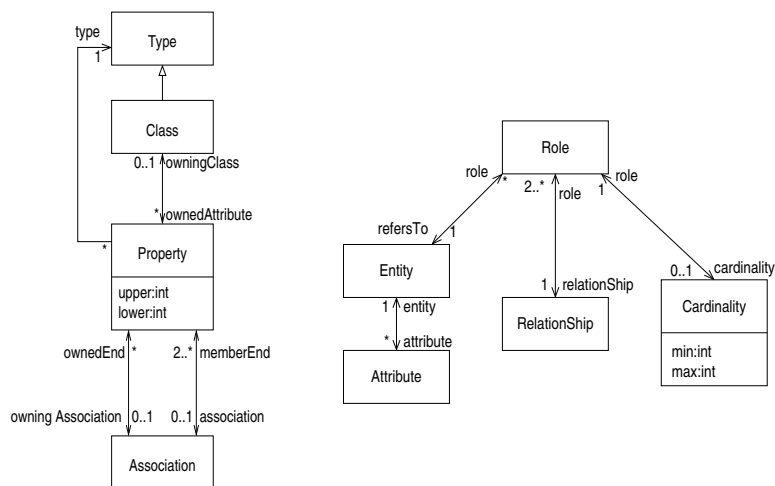 type
1
Type
Class
0..1
owningClass
*
ownedAttribute
*
Property
upper:int
lower:int
ownedEnd
*
2..*
memberEnd
owning Association
0..1
0..1
association
Association
Role
role
*
2..*
role
1
role
refersTo
1
Entity
1
entity
*
attribute
Attribute
1
relationShip
RelationShip
0..1
cardinality
Cardinality
min:int
max:int